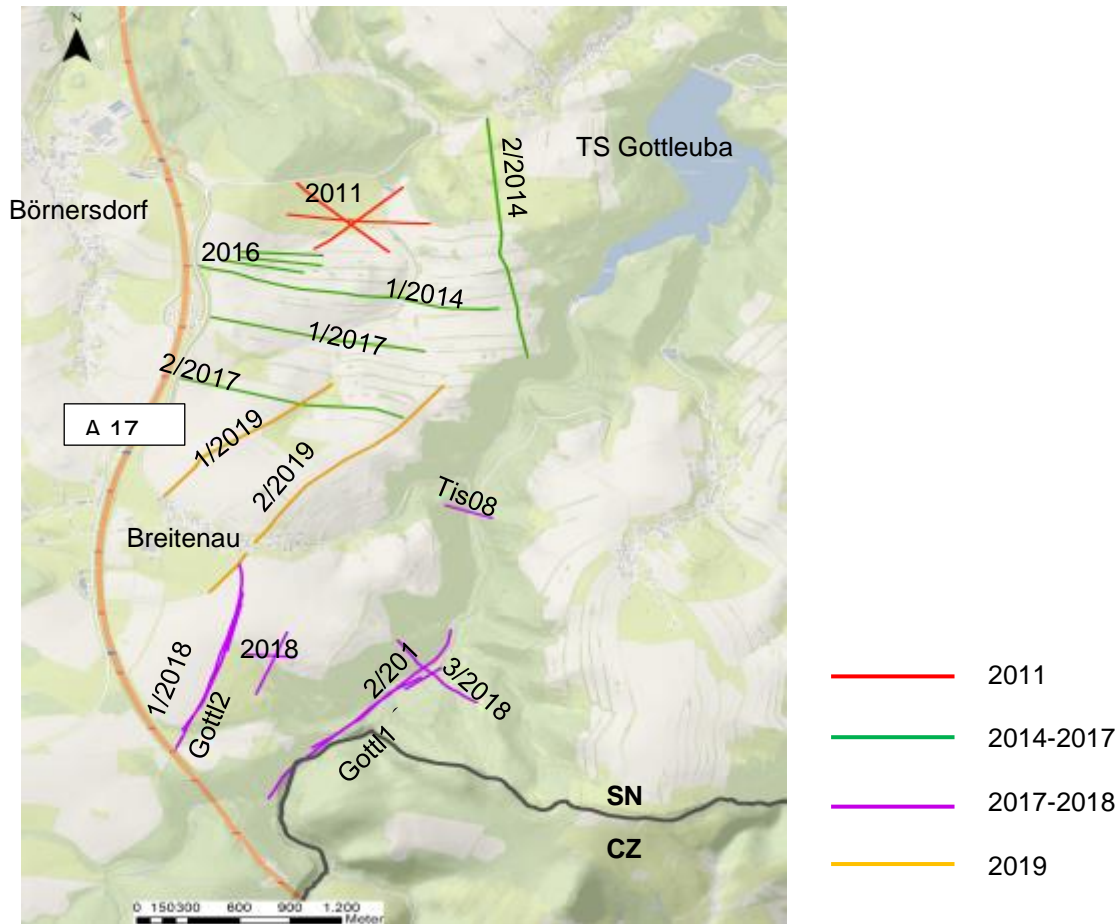 N
TS Gottleuba
2/2014
2011
Börnersdorf
2016
1/2014
1/2017
2/2017
A 17
1/2019
2/2019
Tis08
Breitenau
2018
1/2018
2/201
3/2018
Gottl2
Gottl1
SN
CZ
0 150300 600 900 1.200
Meter
2011
2014-2017
2017-2018
2019